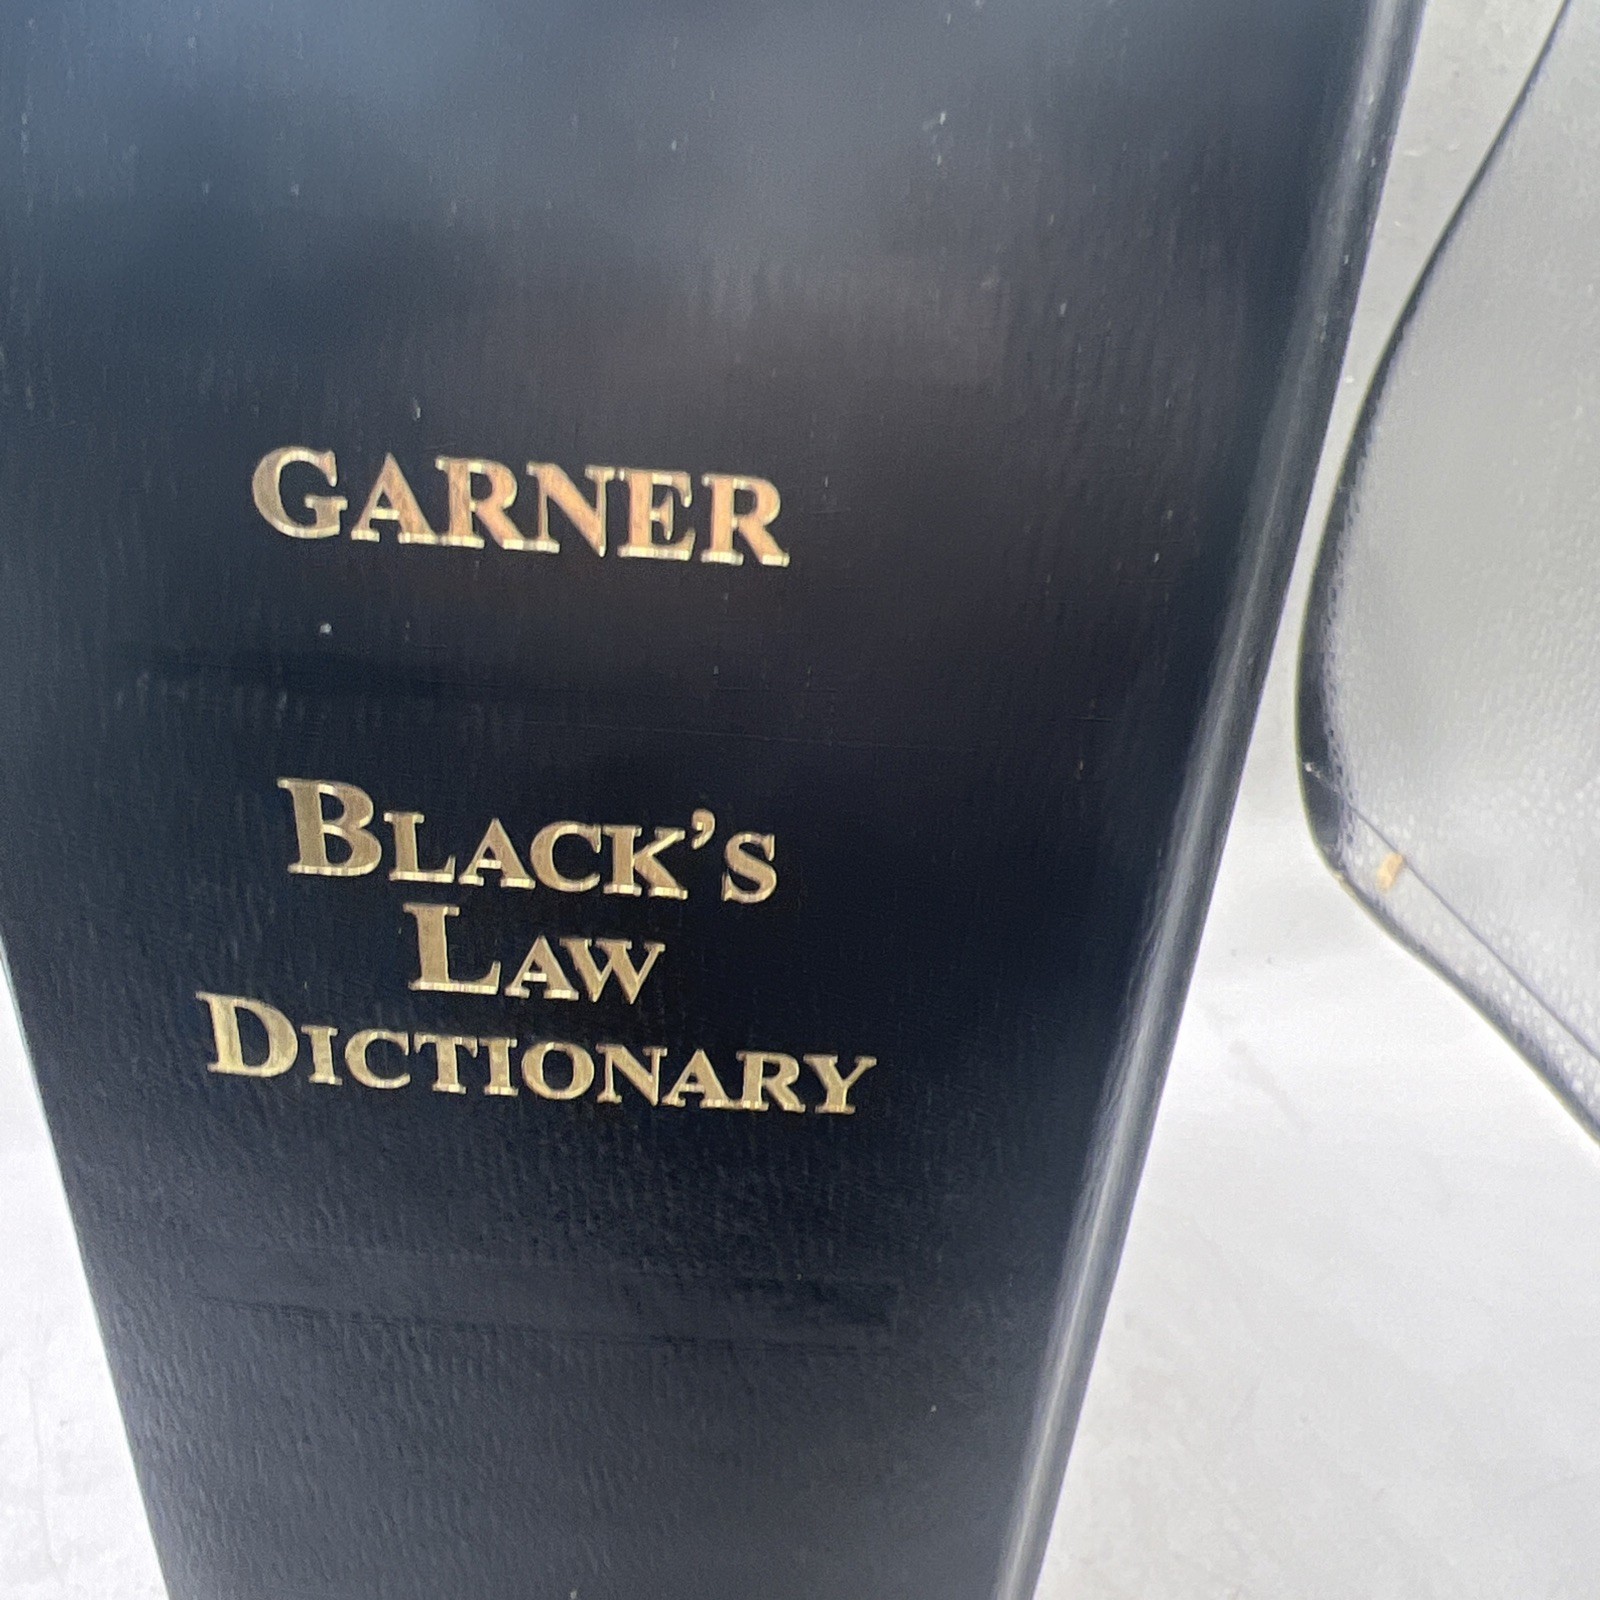 GARNER
BLACK'S
LAW
DICTIONARY